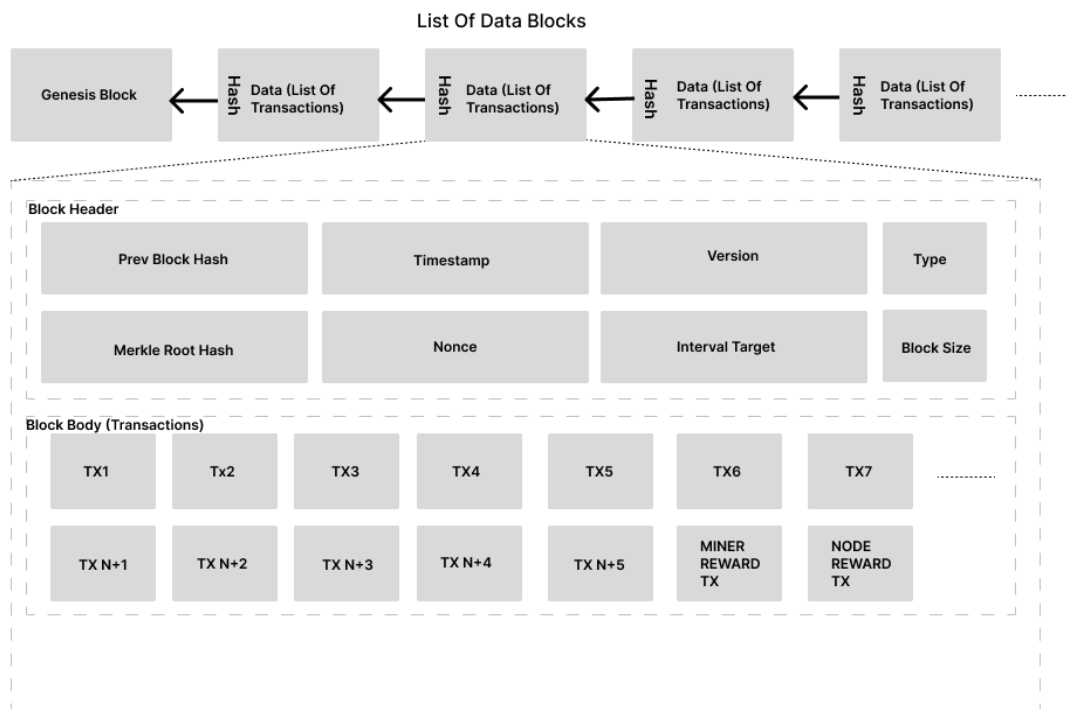 List Of Data Blocks
Genesis Block
Hash
Data (List Of
Transactions)
Hash
Data (List Of
Transactions)
Hash
Data (List Of
Transactions)
Hash
Data (List Of
Transactions)
Block Header
Prev Block Hash
Timestamp
Version
Type
Merkle Root Hash
Nonce
Interval Target
Block Size
Block Body (Transactions)
TX1
Tx2
TX3
TX4
TX5
TX6
TX7
TX N+1
TX N+2
TX N+3
TX N+4
TX N+5
MINER
REWARD
TX
NODE
REWARD
TX